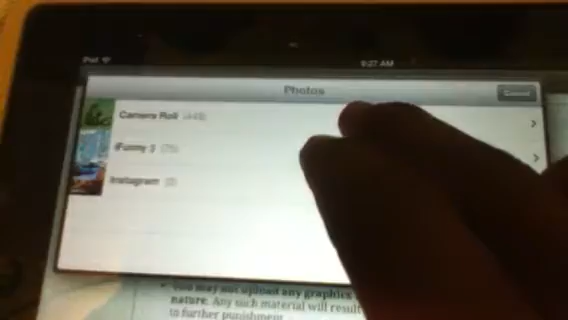 iPad 9:27 AM
Photos Cancel
Camera Roll
iFunny :)
Instagram
You may not upload any graphics
nature. Any such material will result
to further punishment